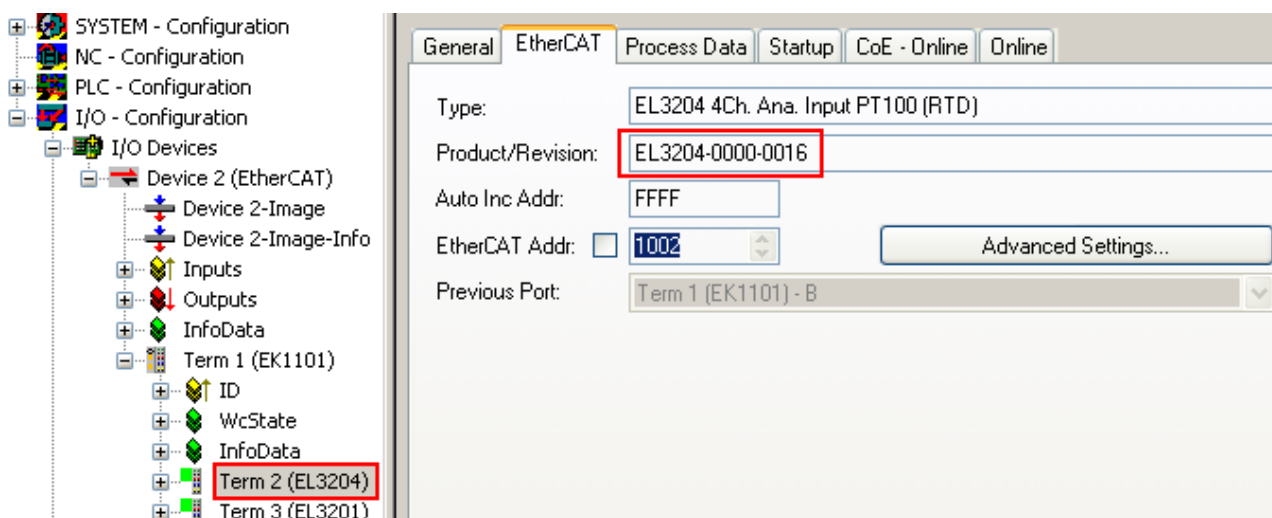 SYSTEM - Configuration
NC - Configuration
PLC - Configuration
I/O - Configuration
I/O Devices
Device 2 (EtherCAT)
Device 2-Image
Device 2-Image-Info
Inputs
Outputs
InfoData
Term 1 (EK1101)
ID
WcState
InfoData
Term 2 (EL3204)
Term 3 (EL3201)
General EtherCAT Process Data Startup CoE - Online Online
Type: EL3204 4Ch. Ana. Input PT100 (RTD)
Product/Revision: EL3204-0000-0016
Auto Inc Addr: FFFF
EtherCAT Addr: 1002 Advanced Settings...
Previous Port: Term 1 (EK1101) - B